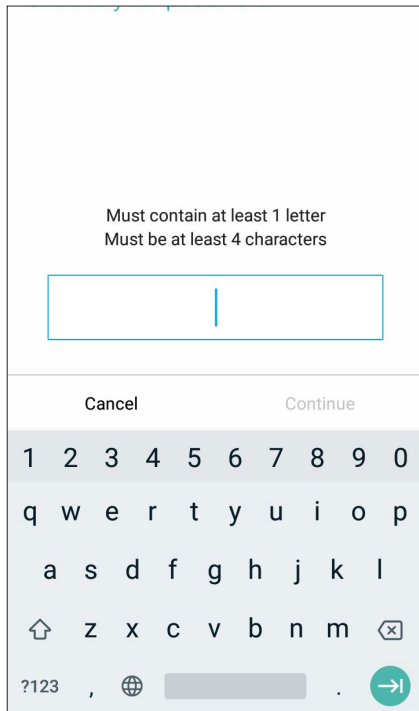 Must contain at least 1 letter
Must be at least 4 characters
Cancel Continue
1 2 3 4 5 6 7 8 9 0
q w e r t y u i o p
a s d f g h j k l
z x c v b n m
?123 , .